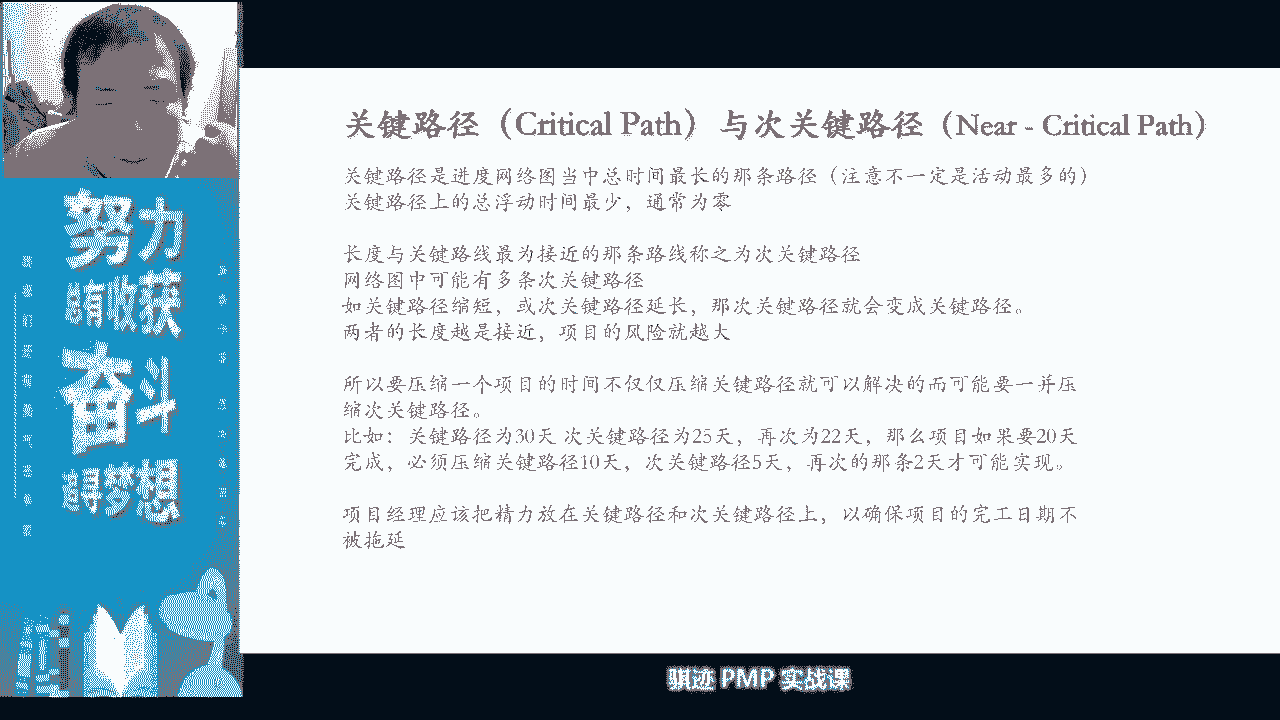 关键路径（Critical Path）与次关键路径（Near - Critical Path）
关键路径是进度网络图当中总时间最长的那条路径（注意不一定是活动最多的）
关键路径上的总浮动时间最少，通常为零
长度与关键路线最为接近的那条路线称之为次关键路径
网络图中可能有多条次关键路径
如关键路径缩短，或次关键路径延长，那次关键路径就会变成关键路径。
两者的长度越是接近，项目的风险就越大
所以要压缩一个项目的时间不仅仅压缩关键路径就可以解决的而可能要一并压
缩次关键路径。
比如：关键路径为30天 次关键路径为25天，再次为22天，那么项目如果要20天
完成，必须压缩关键路径10天，次关键路径5天，再次的那条2天才可能实现。
项目经理应该把精力放在关键路径和次关键路径上，以确保项目的完工日期不
被拖延
努力
有收获
奋斗
得梦想
骐迹 PMP 实战课